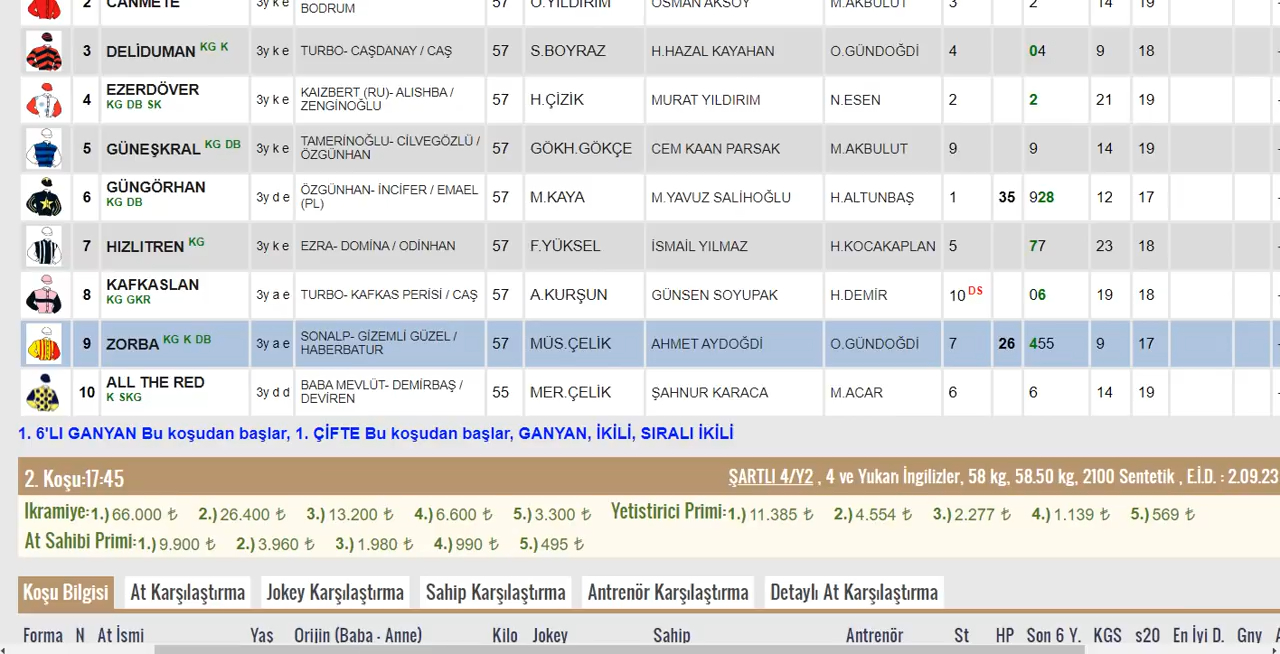 2 CANMETE 3y k e BODRUM 57 O.YILDIRIM OSMAN AKSOY M.AKBULUT 3 2 14 19
3 DELİDUMAN KG K 3y k e TURBO- CAŞDANAY / CAŞ 57 S.BOYRAZ H.HAZAL KAYAHAN O.GÜNDOĞDİ 4 04 9 18
4 EZERDÖVER KG DB SK 3y k e KAIZBERT (RU)- ALISHBA / ZENGİNOĞLU 57 H.ÇİZİK MURAT YILDIRIM N.ESEN 2 2 21 19
5 GÜNEŞKRAL KG DB 3y k e TAMERİNOĞLU- CİLVEGÖZLÜ / ÖZGÜNHAN 57 GÖKH.GÖKÇE CEM KAAN PARSAK M.AKBULUT 9 9 14 19
6 GÜNGÖRHAN KG DB 3y d e ÖZGÜNHAN- İNCİFER / EMAEL (PL) 57 M.KAYA M.YAVUZ SALİHOĞLU H.ALTUNBAŞ 1 35 928 12 17
7 HIZLITREN KG 3y k e EZRA- DOMİNA / ODİNHAN 57 F.YÜKSEL İSMAİL YILMAZ H.KOCAKAPLAN 5 77 23 18
8 KAFKASLAN KG GKR 3y a e TURBO- KAFKAS PERİSİ / CAŞ 57 A.KURŞUN GÜNSEN SOYUPAK H.DEMİR 10 DS 06 19 18
9 ZORBA KG K DB 3y a e SONALP- GİZEMLİ GÜZEL / HABERBATUR 57 MÜS.ÇELİK AHMET AYDOĞDİ O.GÜNDOĞDİ 7 26 455 9 17
10 ALL THE RED K SKG 3y d d BABA MEVLÜT- DEMİRBAŞ / DEVİREN 55 MER.ÇELİK ŞAHNUR KARACA M.ACAR 6 6 14 19
1. 6'LI GANYAN Bu koşudan başlar, 1. ÇİFTE Bu koşudan başlar, GANYAN, İKİLİ, SIRALI İKİLİ
2. Koşu:17:45 ŞARTLI 4/Y2 , 4 ve Yukarı İngilizler, 58 kg, 58.50 kg, 2100 Sentetik , E.İ.D. : 2.09.23
Ikramiye:1.) 66.000 ₺ 2.) 26.400 ₺ 3.) 13.200 ₺ 4.) 6.600 ₺ 5.) 3.300 ₺ Yetistirici Primi:1.) 11.385 ₺ 2.) 4.554 ₺ 3.) 2.277 ₺ 4.) 1.139 ₺ 5.) 569 ₺
At Sahibi Primi:1.) 9.900 ₺ 2.) 3.960 ₺ 3.) 1.980 ₺ 4.) 990 ₺ 5.) 495 ₺
Koşu Bilgisi At Karşılaştırma Jokey Karşılaştırma Sahip Karşılaştırma Antrenör Karşılaştırma Detaylı At Karşılaştırma
Forma N At İsmi Yaş Orijin (Baba - Anne) Kilo Jokey Sahip Antrenör St HP Son 6 Y. KGS s20 En İyi D. Gny